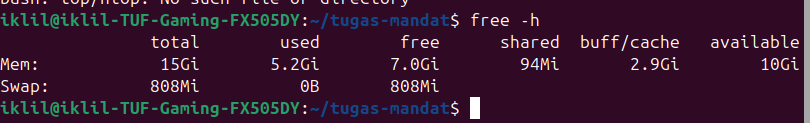 bash: top/htop: No such file or directory
iklil@iklil-TUF-Gaming-FX505DY:~/tugas-mandat$ free -h
total used free shared buff/cache available
Mem: 15Gi 5.2Gi 7.0Gi 94Mi 2.9Gi 10Gi
Swap: 808Mi 0B 808Mi
iklil@iklil-TUF-Gaming-FX505DY:~/tugas-mandat$